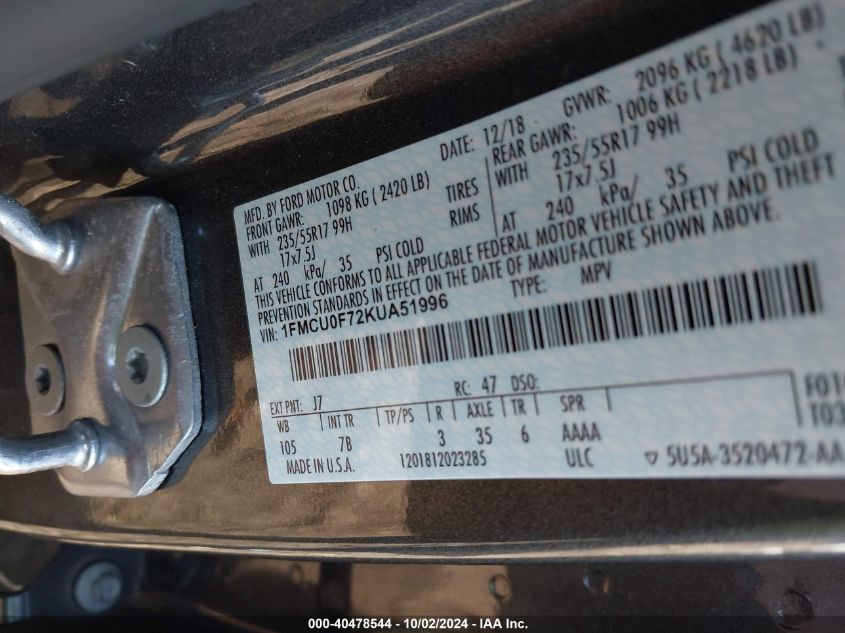 MFD. BY FORD MOTOR CO.
DATE: 12/18
GVWR: 2096 KG ( 4620 LB)
FRONT GAWR: 1098 KG ( 2420 LB)
REAR GAWR: 1006 KG ( 2218 LB)
WITH 235/55R17 99H TIRES
WITH 235/55R17 99H
17x7.5J RIMS
17x7.5J
AT 240 kPa/ 35 PSI COLD
AT 240 kPa/ 35 PSI COLD
THIS VEHICLE CONFORMS TO ALL APPLICABLE FEDERAL MOTOR VEHICLE SAFETY AND THEFT
PREVENTION STANDARDS IN EFFECT ON THE DATE OF MANUFACTURE SHOWN ABOVE.
VIN: 1FMCU0F72KUA51996
TYPE: MPV
EXT PNT: J7 RC: 47 DSO:
WB INT TR TP/PS R AXLE TR SPR
105 7B 3 35 6 AAAA
MADE IN U.S.A. 1201812023285 ULC
5U5A-3520472-AA
000-40478544 - 10/02/2024 - IAA Inc.